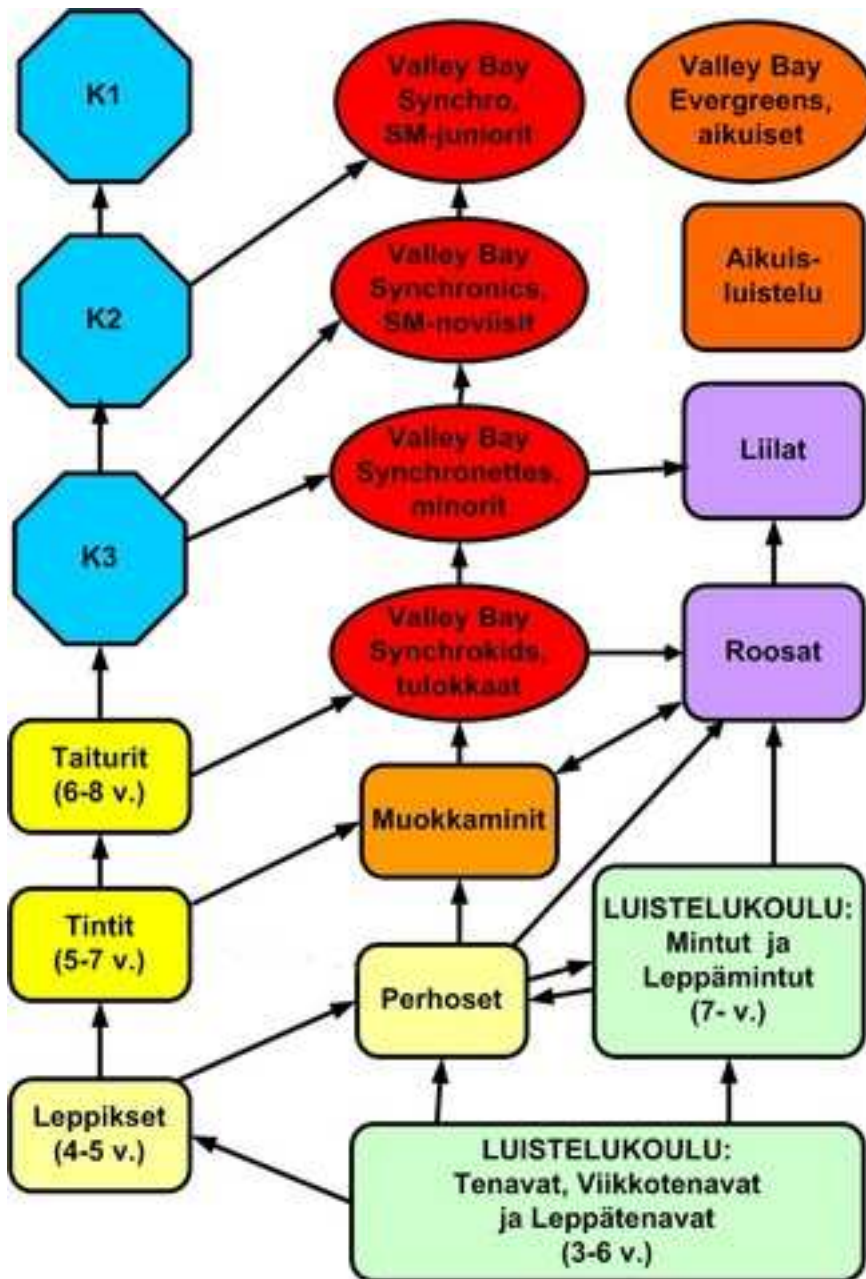 K1
Valley Bay
Synchro,
SM-juniorit
Valley Bay
Evergreens,
aikuiset
K2
Valley Bay
Synchronics,
SM-noviisit
Aikuis-
luistelu
K3
Valley Bay
Synchronettes,
minorit
Liilat
Valley Bay
Synchrokids,
tulokkaat
Roosat
Taiturit
(6-8 v.)
Muokkaminit
Tintit
(5-7 v.)
Perhoset
LUISTELUKOULU:
Mintut ja
Leppämintut
(7- v.)
Leppikset
(4-5 v.)
LUISTELUKOULU:
Tenavat, Viikkotenavat
ja Leppätenavat
(3-6 v.)